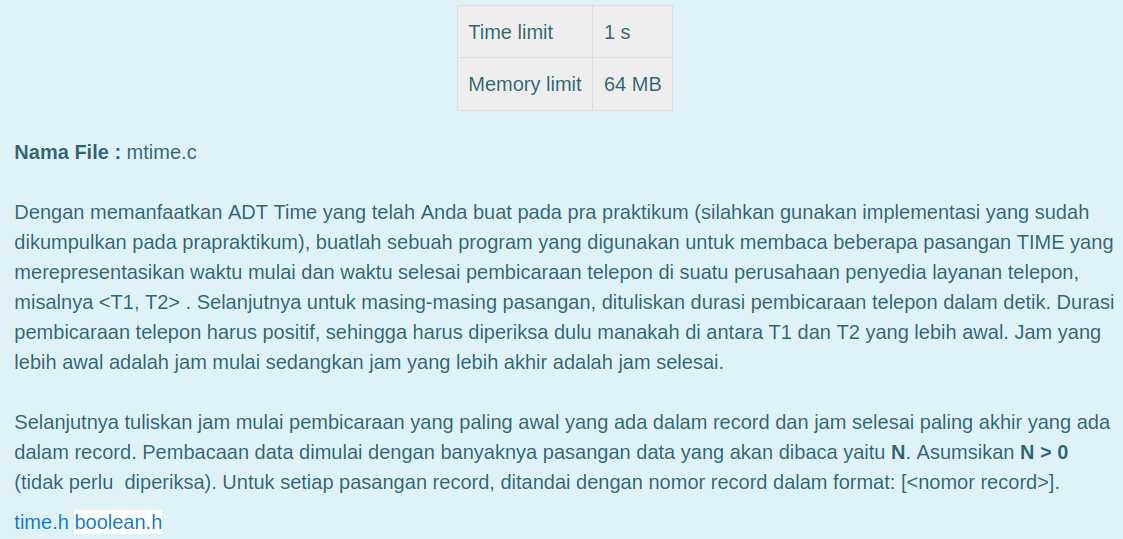 Time limit 1 s
Memory limit 64 MB
Nama File : mtime.c
Dengan memanfaatkan ADT Time yang telah Anda buat pada pra praktikum (silahkan gunakan implementasi yang sudah
dikumpulkan pada prapraktikum), buatlah sebuah program yang digunakan untuk membaca beberapa pasangan TIME yang
merepresentasikan waktu mulai dan waktu selesai pembicaraan telepon di suatu perusahaan penyedia layanan telepon,
misalnya <T1, T2> . Selanjutnya untuk masing-masing pasangan, dituliskan durasi pembicaraan telepon dalam detik. Durasi
pembicaraan telepon harus positif, sehingga harus diperiksa dulu manakah di antara T1 dan T2 yang lebih awal. Jam yang
lebih awal adalah jam mulai sedangkan jam yang lebih akhir adalah jam selesai.
Selanjutnya tuliskan jam mulai pembicaraan yang paling awal yang ada dalam record dan jam selesai paling akhir yang ada
dalam record. Pembacaan data dimulai dengan banyaknya pasangan data yang akan dibaca yaitu N. Asumsikan N > 0
(tidak perlu  diperiksa). Untuk setiap pasangan record, ditandai dengan nomor record dalam format: [<nomor record>].
time.h boolean.h